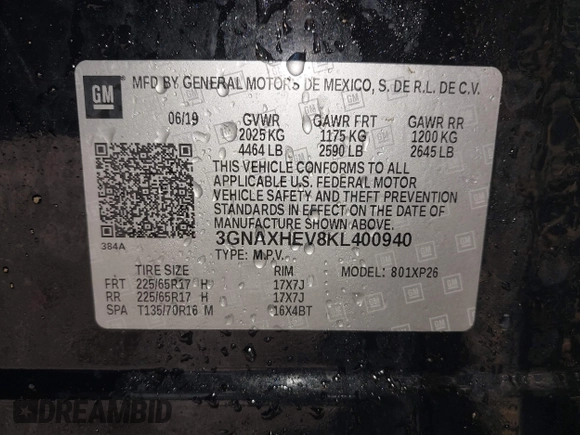 GM
MFD BY GENERAL MOTORS DE MEXICO, S. DE R.L. DE C.V.
06/19 GVWR GAWR FRT GAWR RR
2025 KG 1175 KG 1200 KG
4464 LB 2590 LB 2645 LB
THIS VEHICLE CONFORMS TO ALL
APPLICABLE U.S. FEDERAL MOTOR
VEHICLE SAFETY AND THEFT PREVENTION
STANDARDS IN EFFECT ON THE DATE OF
MANUFACTURE SHOWN ABOVE.
384A
3GNAXHEV8KL400940
TYPE: M.P.V.
TIRE SIZE RIM MODEL: 801XP26
FRT 225/65R17 H 17X7J
RR 225/65R17 H 17X7J
SPA T135/70R16 M 16X4BT
DREAMBID